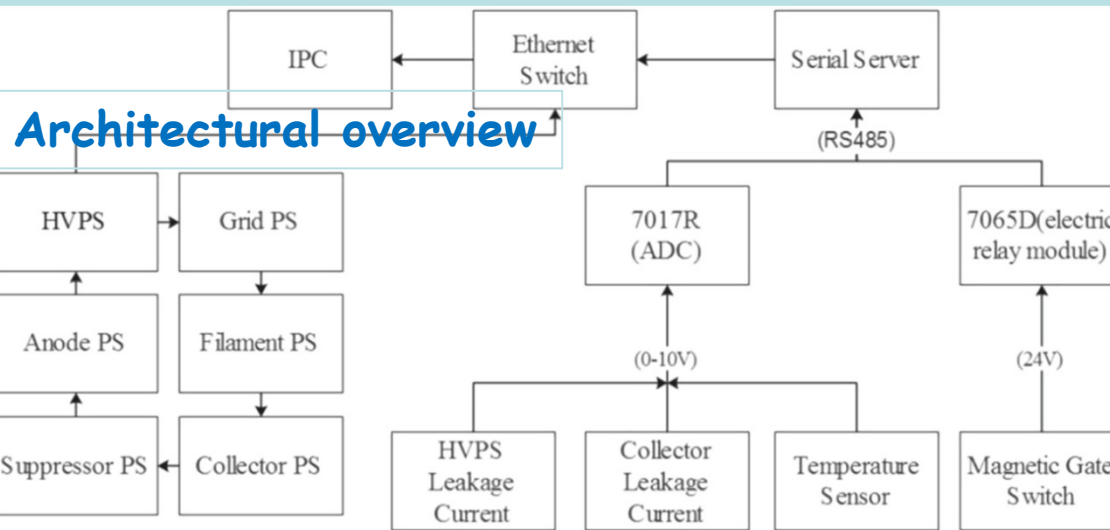 IPC
Ethernet
Switch
Serial Server
Architectural overview
(RS485)
HVPS
Grid PS
7017R
(ADC)
7065D(electric
relay module)
Anode PS
Filament PS
(0-10V)
(24V)
Suppressor PS
Collector PS
HVPS
Leakage
Current
Collector
Leakage
Current
Temperature
Sensor
Magnetic Gate
Switch